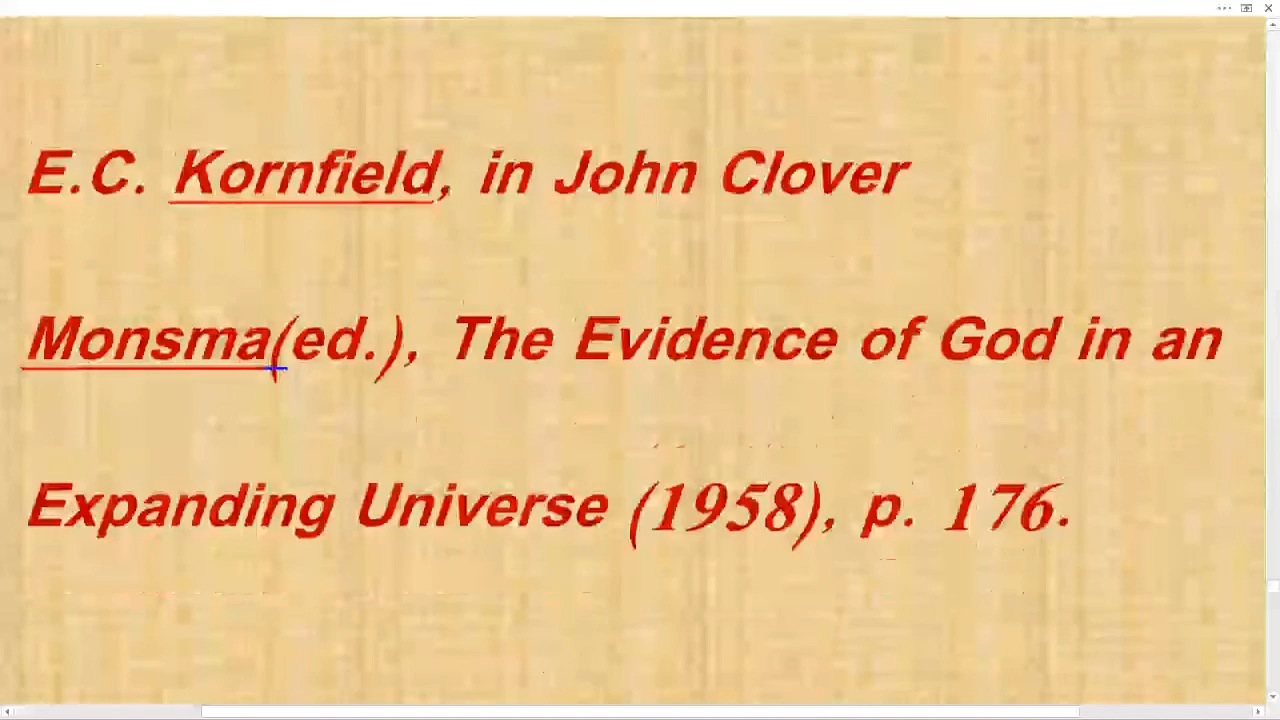 E.C. Kornfield, in John Clover
Monsma(ed.), The Evidence of God in an
Expanding Universe (1958), p. 176.